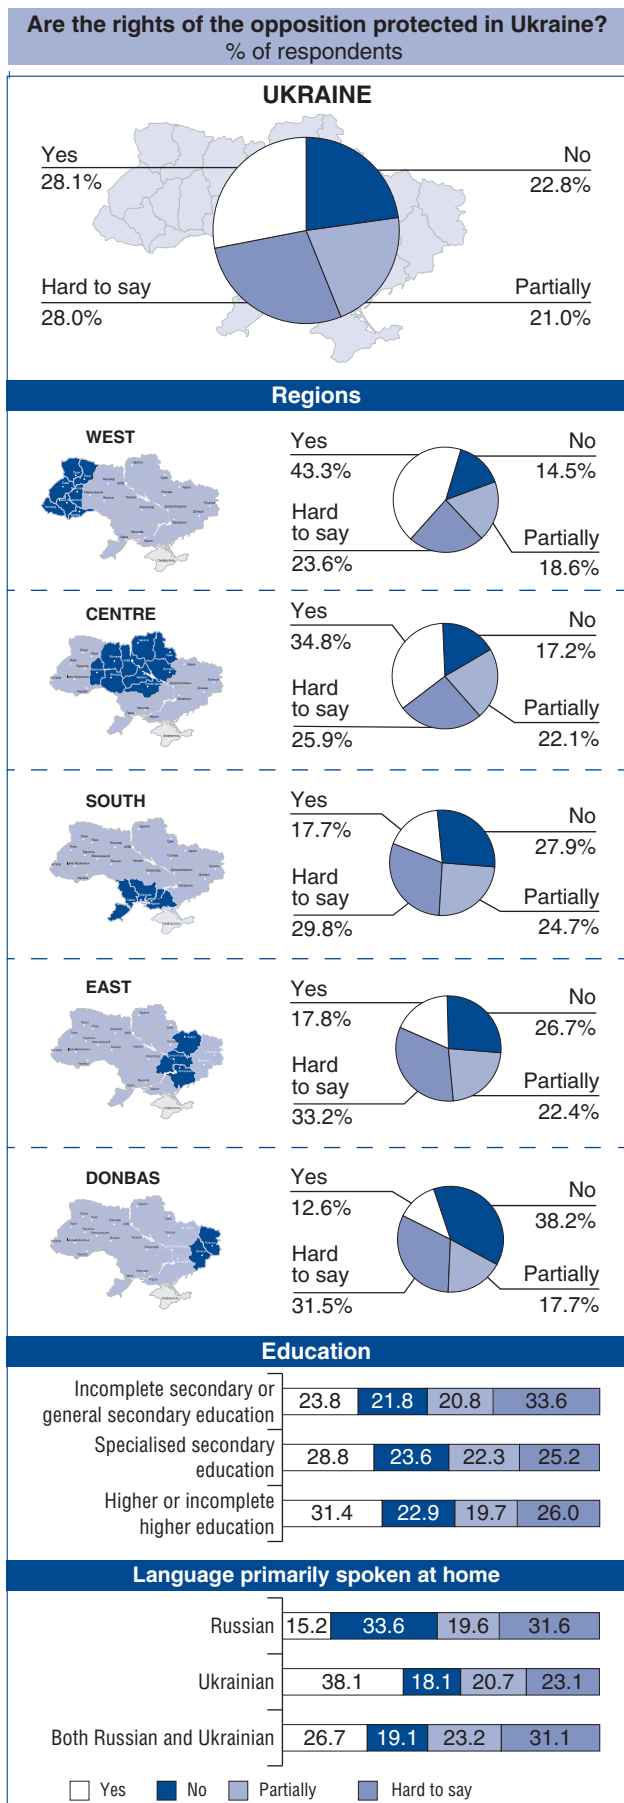 Are the rights of the opposition protected in Ukraine?
% of respondents
UKRAINE
Yes
28.1%
No
22.8%
Hard to say
28.0%
Partially
21.0%
Regions
WEST
Yes
43.3%
No
14.5%
Hard
to say
23.6%
Partially
18.6%
CENTRE
Yes
34.8%
No
17.2%
Hard
to say
25.9%
Partially
22.1%
SOUTH
Yes
17.7%
No
27.9%
Hard
to say
29.8%
Partially
24.7%
EAST
Yes
17.8%
No
26.7%
Hard
to say
33.2%
Partially
22.4%
DONBAS
Yes
12.6%
No
38.2%
Hard
to say
31.5%
Partially
17.7%
Education
Incomplete secondary or
general secondary education
23.8 21.8 20.8 33.6
Specialised secondary
education
28.8 23.6 22.3 25.2
Higher or incomplete
higher education
31.4 22.9 19.7 26.0
Language primarily spoken at home
Russian 15.2 33.6 19.6 31.6
Ukrainian 38.1 18.1 20.7 23.1
Both Russian and Ukrainian 26.7 19.1 23.2 31.1
Yes No Partially Hard to say